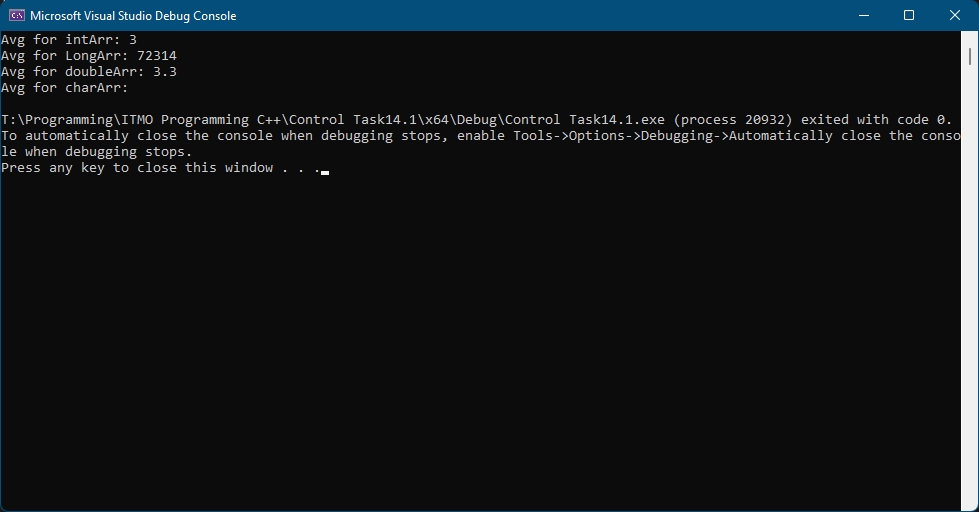 Microsoft Visual Studio Debug Console
Avg for intArr: 3
Avg for LongArr: 72314
Avg for doubleArr: 3.3
Avg for charArr:
T:\Programming\ITMO Programming C++\Control Task14.1\x64\Debug\Control Task14.1.exe (process 20932) exited with code 0.
To automatically close the console when debugging stops, enable Tools->Options->Debugging->Automatically close the conso
le when debugging stops.
Press any key to close this window . . .